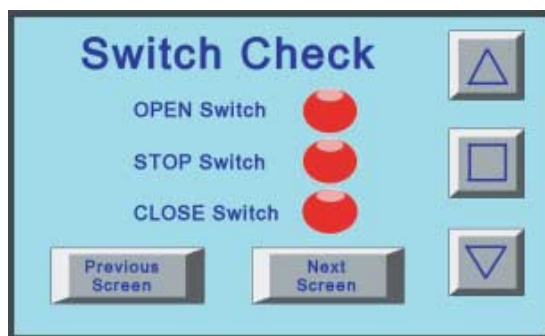 Switch Check
OPEN Switch
STOP Switch
CLOSE Switch
Previous
Screen
Next
Screen